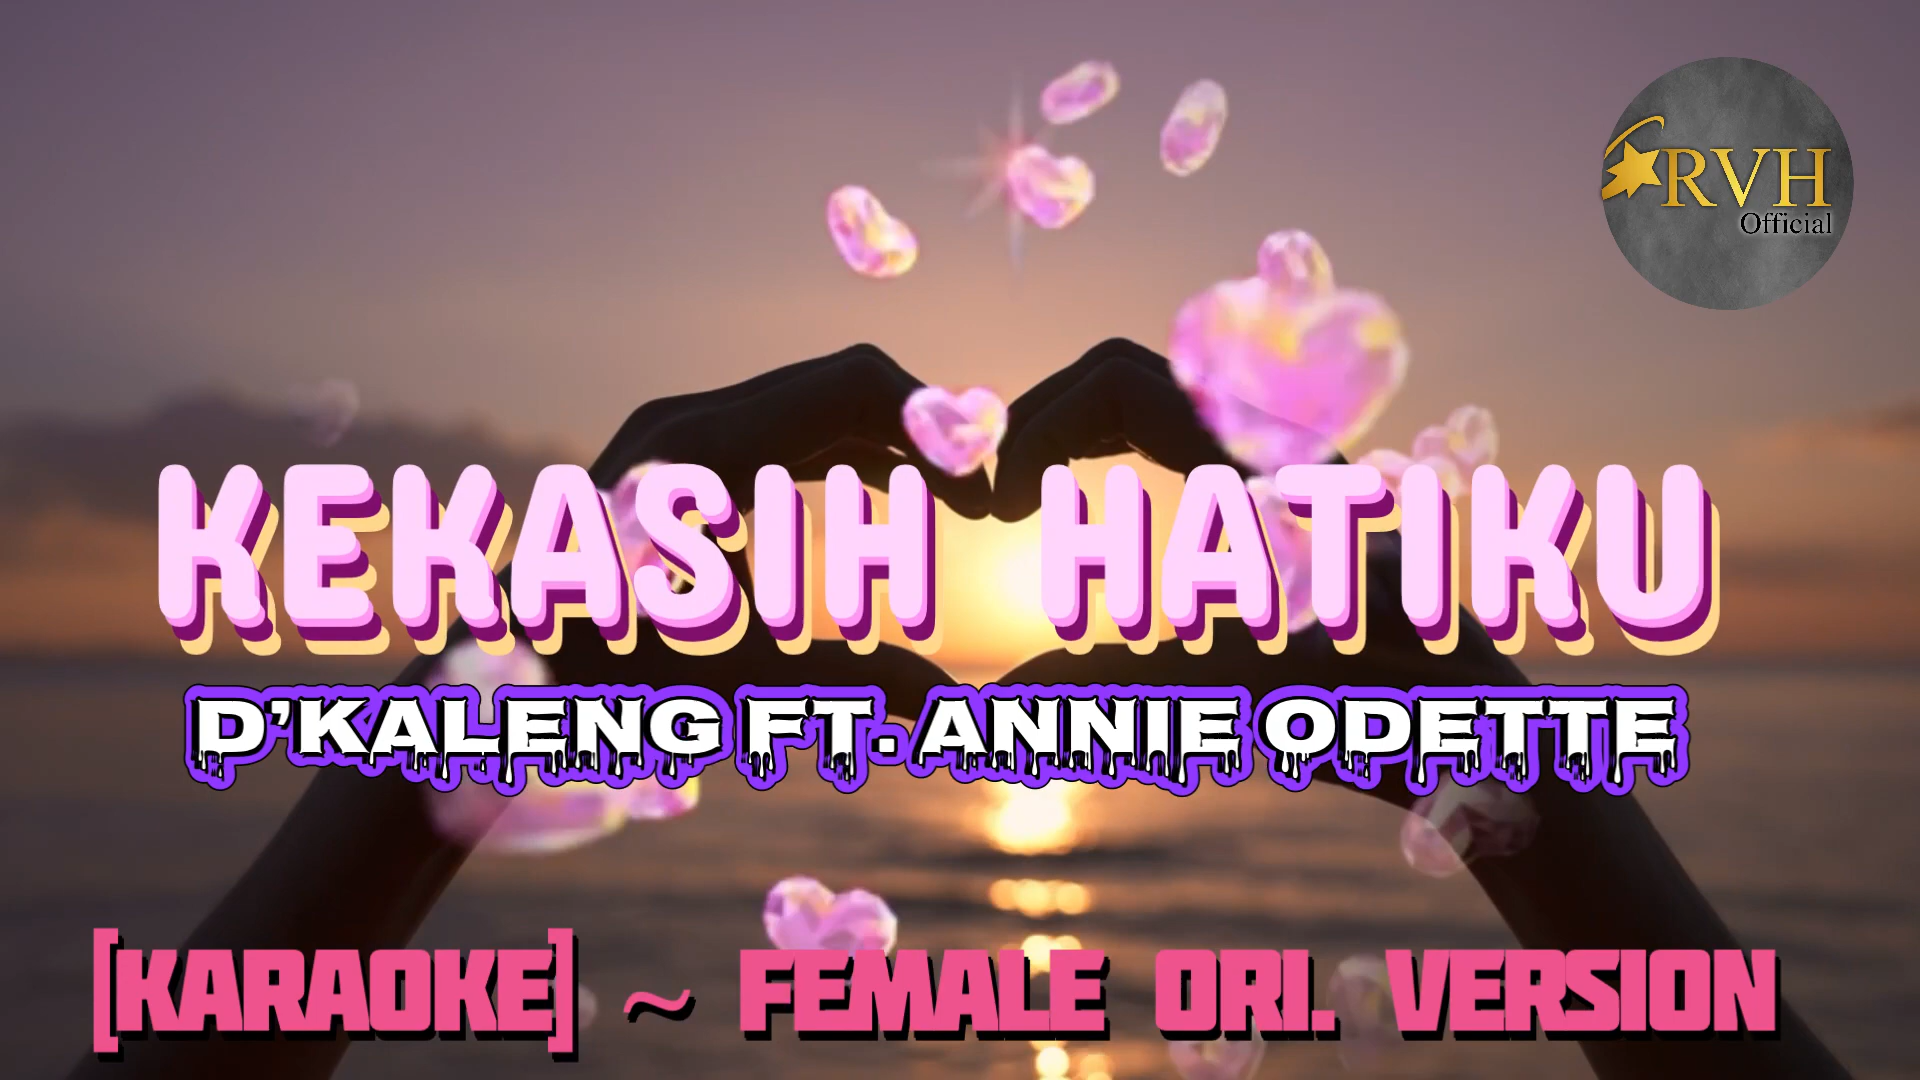 RVH
Official
KEKASIH HATIKU
D'KALENG FT. ANNIE ODETTE
[KARAOKE] ~ FEMALE ORI. VERSION